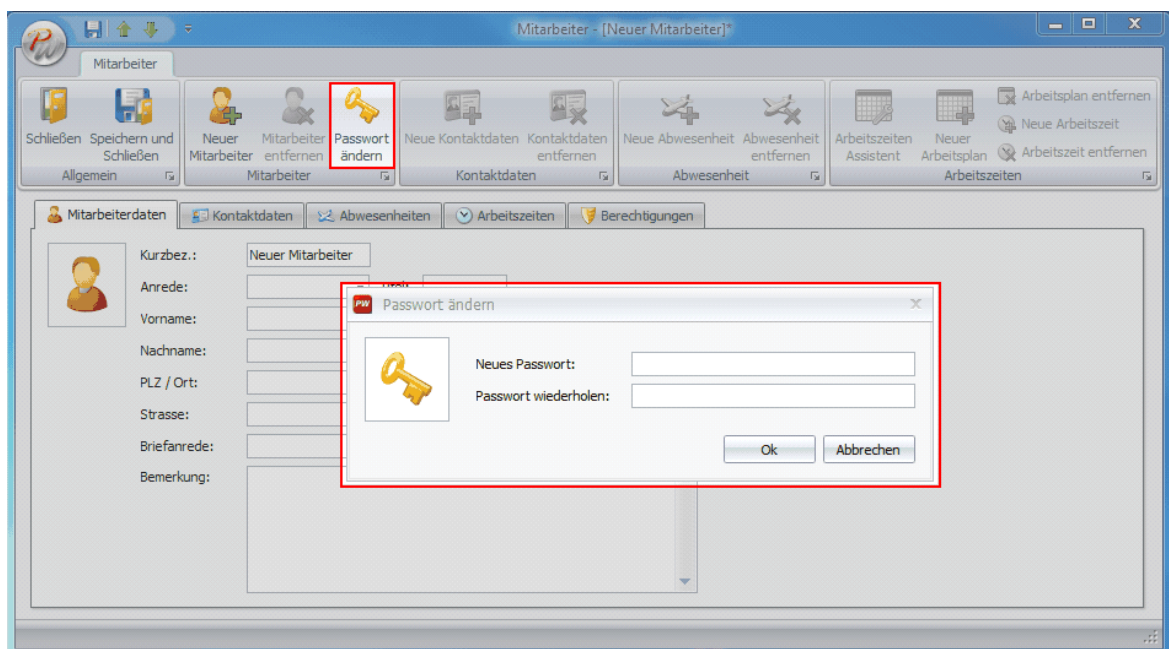 PW
Mitarbeiter - [Neuer Mitarbeiter]*
Mitarbeiter
Schließen
Speichern und
Schließen
Allgemein
Neuer
Mitarbeiter
Mitarbeiter
entfernen
Passwort
ändern
Mitarbeiter
Neue Kontaktdaten
Kontaktdaten
entfernen
Kontaktdaten
Neue Abwesenheit
Abwesenheit
entfernen
Abwesenheit
Arbeitszeiten
Assistent
Neuer
Arbeitsplan
Arbeitsplan entfernen
Neue Arbeitszeit
Arbeitszeit entfernen
Arbeitszeiten
Mitarbeiterdaten
Kontaktdaten
Abwesenheiten
Arbeitszeiten
Berechtigungen
Kurzbez.:
Neuer Mitarbeiter
Anrede:
Vorname:
Nachname:
PLZ / Ort:
Strasse:
Briefanrede:
Bemerkung:
PW Passwort ändern
Neues Passwort:
Passwort wiederholen:
Ok
Abbrechen